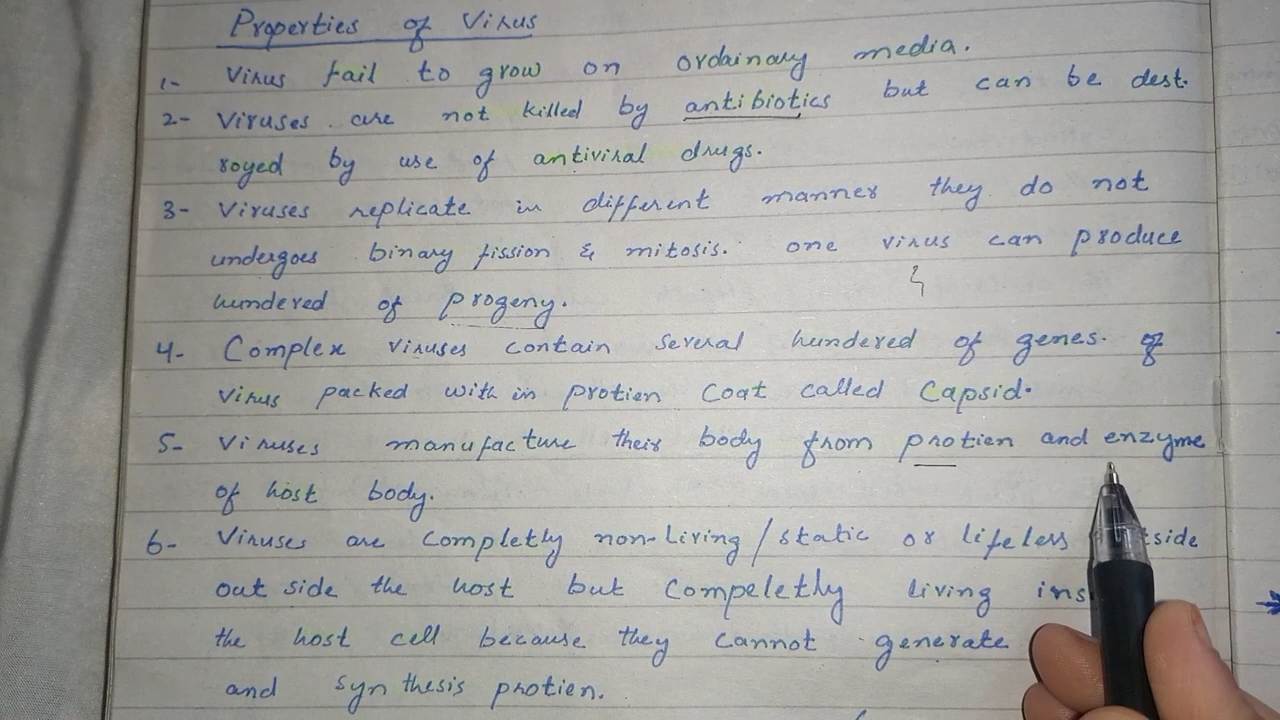 Properties of Virus
1- Virus fail to grow on ordainary media.
2- Viruses are not killed by antibiotics but can be dest.
royed by use of antiviral drugs.
3- Viruses replicate in different manner they do not
undergoes binary fission & mitosis. one virus can produce
hundered of progeny.
4- Complex viruses contain several hundered of genes. of
virus packed with in protien coat called Capsid.
5- Viruses manufacture their body from protien and enzyme
of host body.
6- Viruses are completly non-living/static or lifeless
out side the host but compeletly living
the host cell because they cannot generate
and synthesis protien.